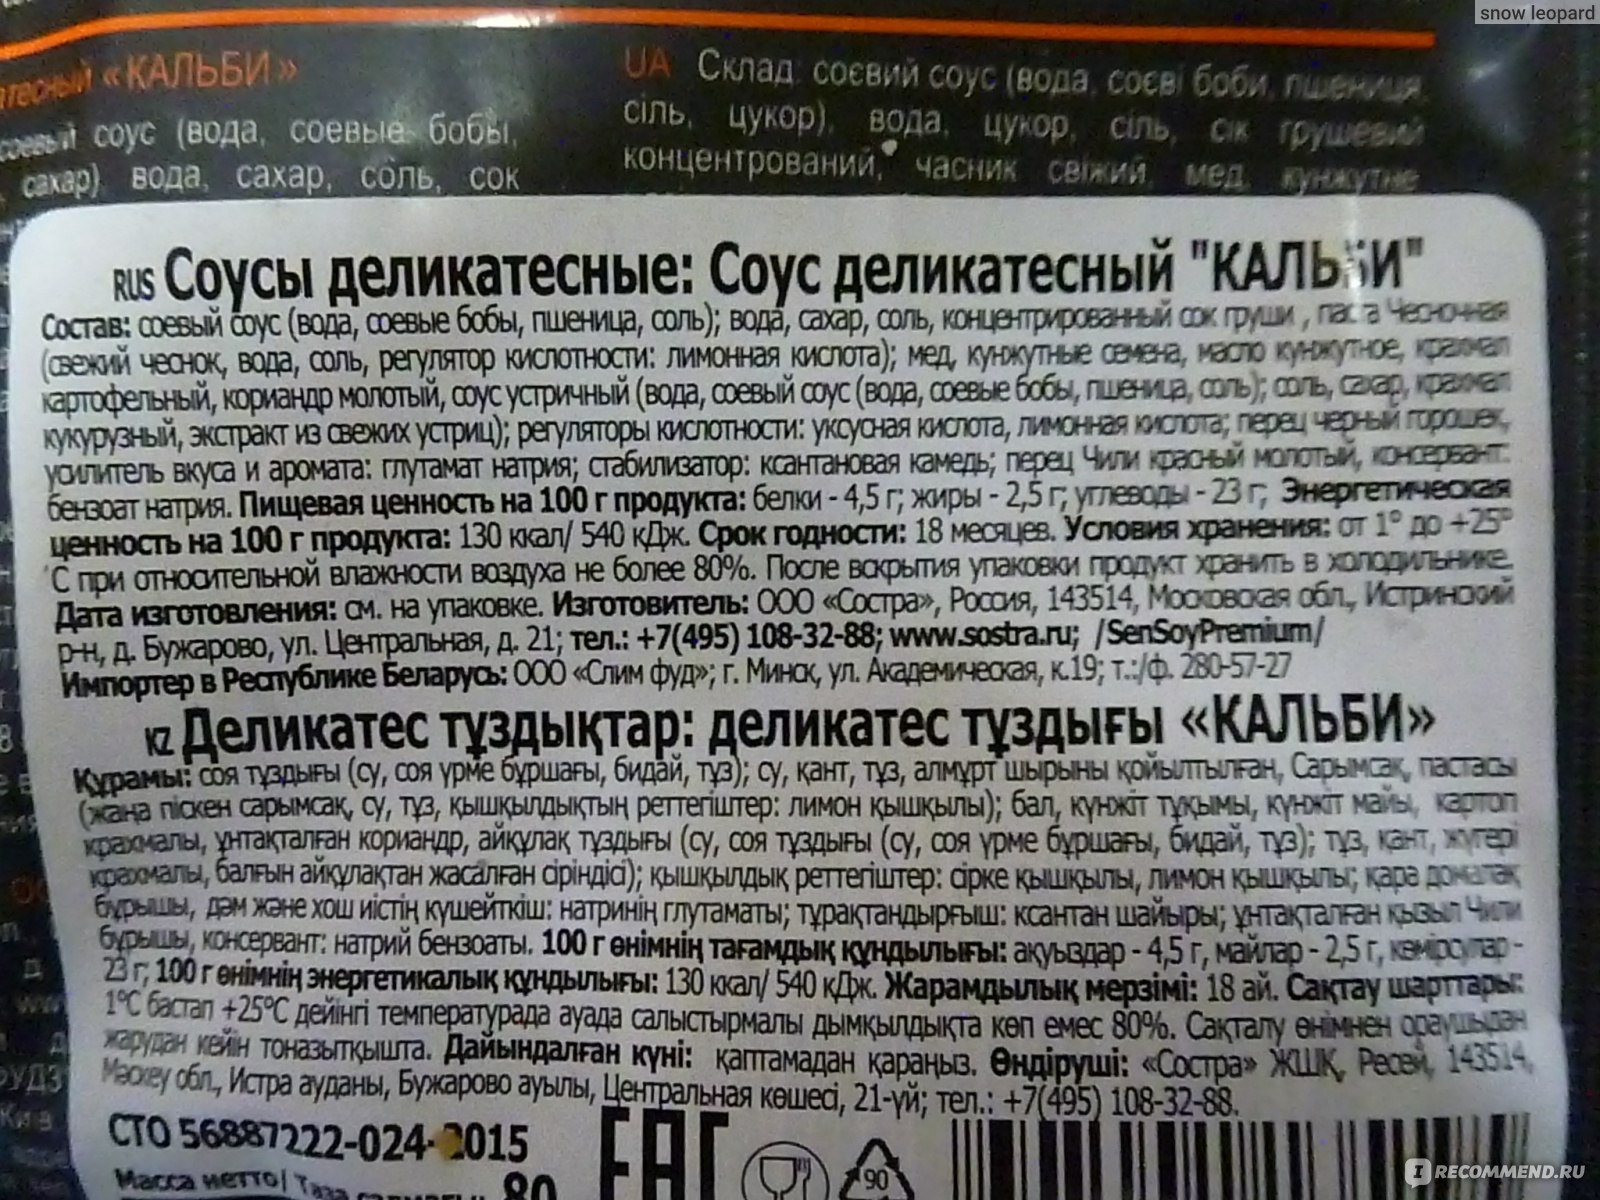 snow leopard
«КАЛЬБИ»
соевый соус (вода, соевые бобы,
сахар) вода, сахар, соль, сок
UA Склад: соєвий соус (вода, соєві боби, пшениця,
сіль, цукор), вода, цукор, сіль, сік грушевий
концентрований, часник свіжий, мед, кунжутне
RUS Соусы деликатесные: Соус деликатесный "КАЛЬБИ"
Состав: соевый соус (вода, соевые бобы, пшеница, соль); вода, сахар, соль, концентрированный сок груши , паста Чесночная
(свежий чеснок, вода, соль, регулятор кислотности: лимонная кислота); мед, кунжутные семена, масло кунжутное, крахмал
картофельный, кориандр молотый, соус устричный (вода, соевый соус (вода, соевые бобы, пшеница, соль); соль, сахар, крахмал
кукурузный, экстракт из свежих устриц); регуляторы кислотности: уксусная кислота, лимонная кислота; перец черный горошек,
усилитель вкуса и аромата: глутамат натрия; стабилизатор: ксантановая камедь; перец Чили красный молотый, консервант:
бензоат натрия. Пищевая ценность на 100 г продукта: белки - 4,5 г; жиры - 2,5 г; углеводы - 23 г; Энергетическая
ценность на 100 г продукта: 130 ккал/ 540 кДж. Срок годности: 18 месяцев. Условия хранения: от 1° до +25°
С при относительной влажности воздуха не более 80%. После вскрытия упаковки продукт хранить в холодильнике.
Дата изготовления: см. на упаковке. Изготовитель: ООО «Состра», Россия, 143514, Московская обл., Истринский
р-н, д. Бужарово, ул. Центральная, д. 21; тел.: +7(495) 108-32-88; www.sostra.ru; /SenSoyPremium/
Импортер в Республике Беларусь: ООО «Слим фуд»; г. Минск, ул. Академическая, к.19; т.:/ф. 280-57-27
KZ Деликатес тұздықтар: деликатес тұздығы «КАЛЬБИ»
Құрамы: соя тұздығы (су, соя үрме бұршағы, бидай, тұз); су, қант, тұз, алмұрт шырыны қойылтылған, Сарымсақ, пастасы
(жаңа піскен сарымсақ, су, тұз, қышқылдықтың реттегіштер: лимон қышқылы); бал, күнжіт тұқымы, күнжіт майы, картоп
крахмалы, ұнтақталған кориандр, айқұлақ тұздығы (су, соя тұздығы (су, соя үрме бұршағы, бидай, тұз); тұз, қант, жүгері
крахмалы, балғын айқұлақтан жасалған сіріндісі); қышқылдық реттегіштер: сірке қышқылы, лимон қышқылы; қара домалақ
бұрышы, дәм және хош иістің күшейткіш: натринің глутаматы; тұрақтандырғыш: ксантан шайыры; ұнтақталған қызыл Чили
бұрышы, консервант: натрий бензоаты. 100 г өнімнің тағамдық құндылығы: ақуыздар - 4,5 г, майлар - 2,5 г, көмірсулар -
23 г; 100 г өнімнің энергетикалық құндылығы: 130 ккал/ 540 кДж. Жарамдылық мерзімі: 18 ай. Сақтау шарттары:
1°С бастап +25°С дейінгі температурада ауада салыстырмалы дымқылдықта көп емес 80%. Сақталу өнімнен ораушыдан
жарудан кейін тоназытқышта. Дайындалған күні: қаптамадан қараңыз. Өндіруші: «Состра» ЖШҚ, Ресей, 143514,
Мәскеу обл., Истра ауданы, Бужарово ауылы, Центральная көшесі, 21-үй; тел.: +7(495) 108-32-88.
СТО 56887222-024-2015
Масса нетто/
80
EAC
90
IRECOMMEND.RU